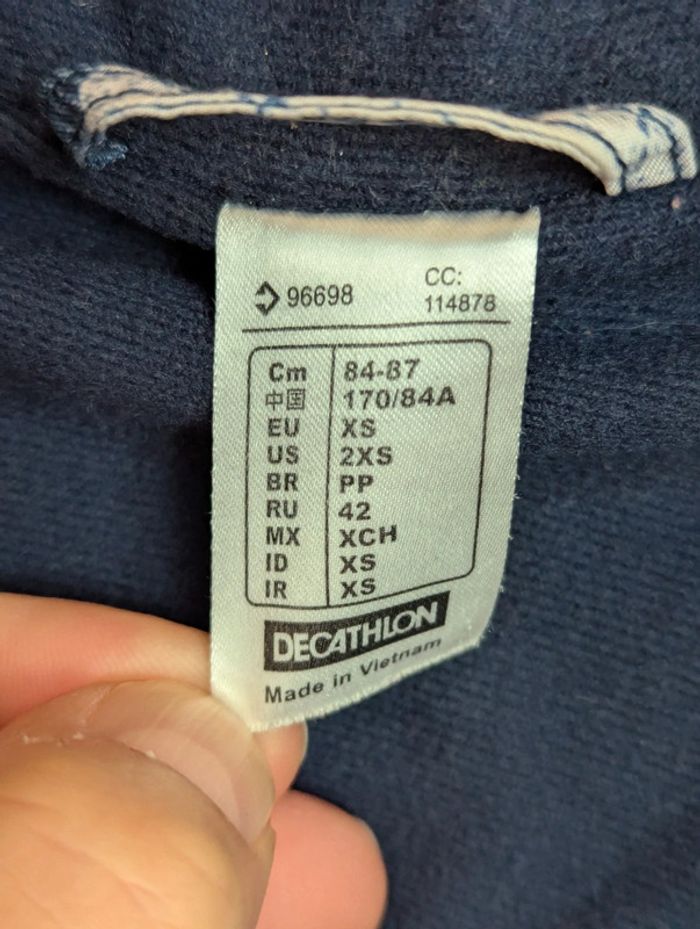 96698
CC:
114878
Cm 84-87
中国 170/84A
EU XS
US 2XS
BR PP
RU 42
MX XCH
ID XS
IR XS
DECATHLON
Made in Vietnam